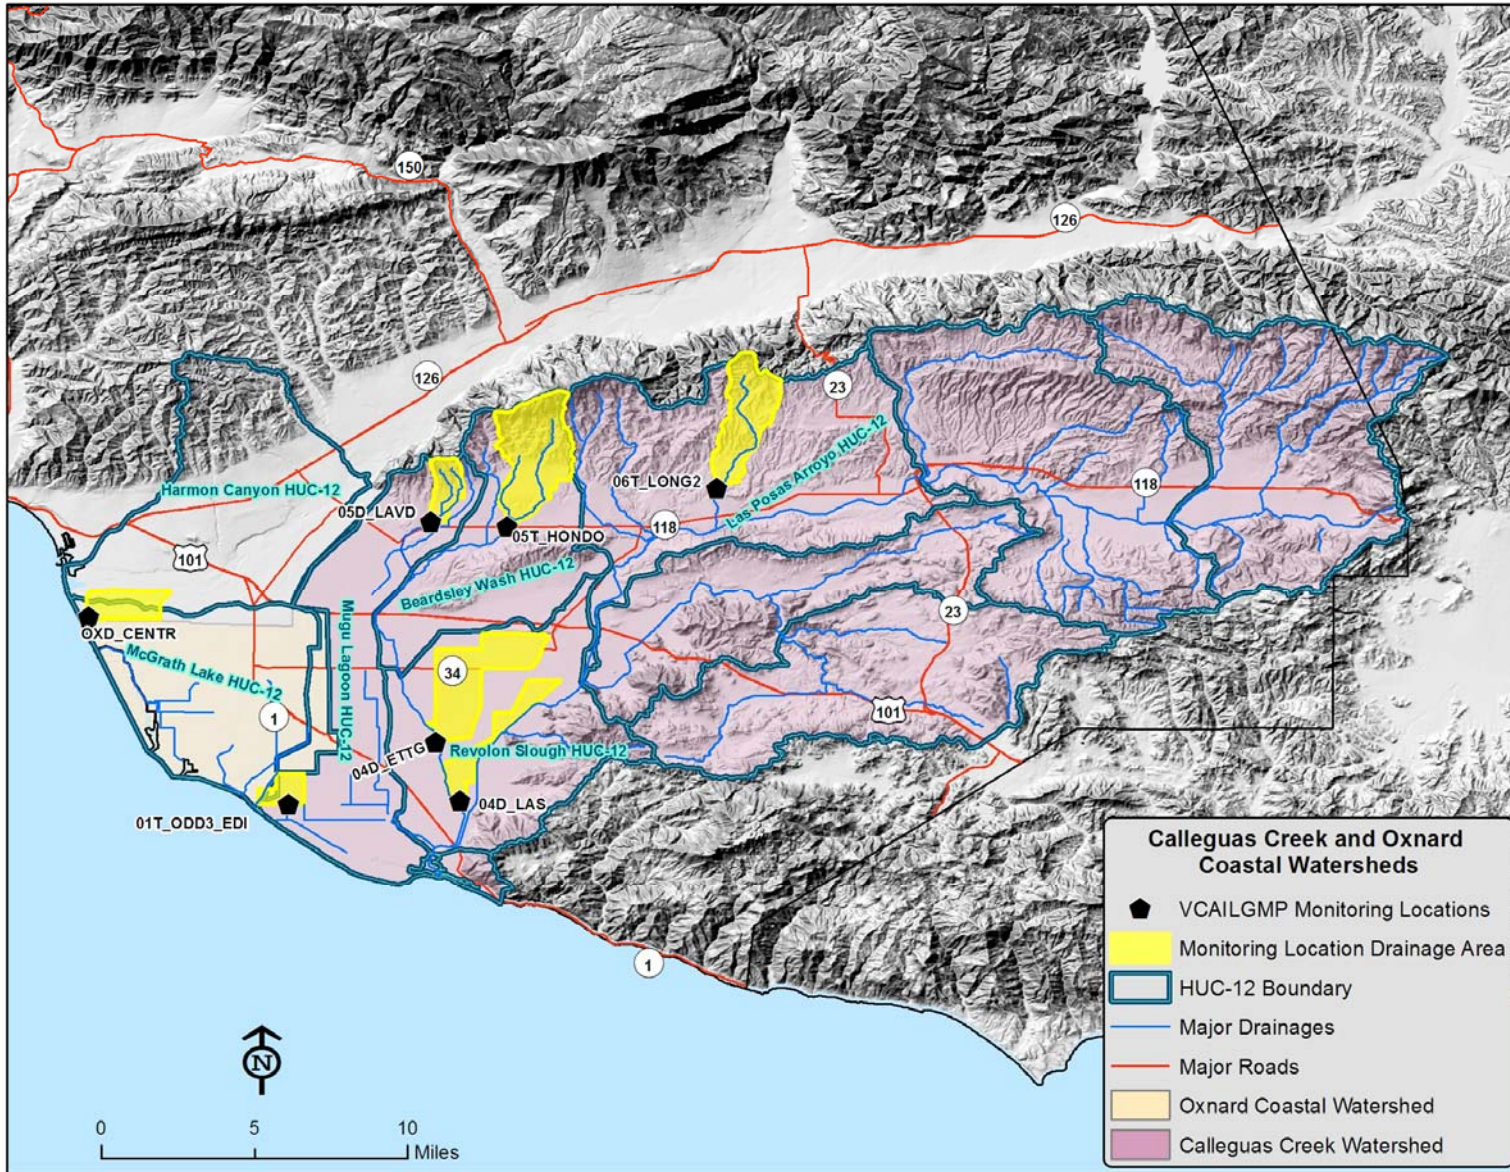 150
126
126
23
Harmon Canyon HUC-12
06T_LONG2
Las Posas Arroyo HUC-12
118
05D_LAVD
118
05T_HONDO
101
Beardsley Wash HUC-12
OXD_CENTR
Mugu Lagoon HUC-12
23
McGrath Lake HUC-12
34
1
101
04D_ETTG
Revolon Slough HUC-12
04D_LAS
01T_ODD3_EDI
1
N
0 5 10
Miles
Calleguas Creek and Oxnard
Coastal Watersheds
VCAILGMP Monitoring Locations
Monitoring Location Drainage Area
HUC-12 Boundary
Major Drainages
Major Roads
Oxnard Coastal Watershed
Calleguas Creek Watershed